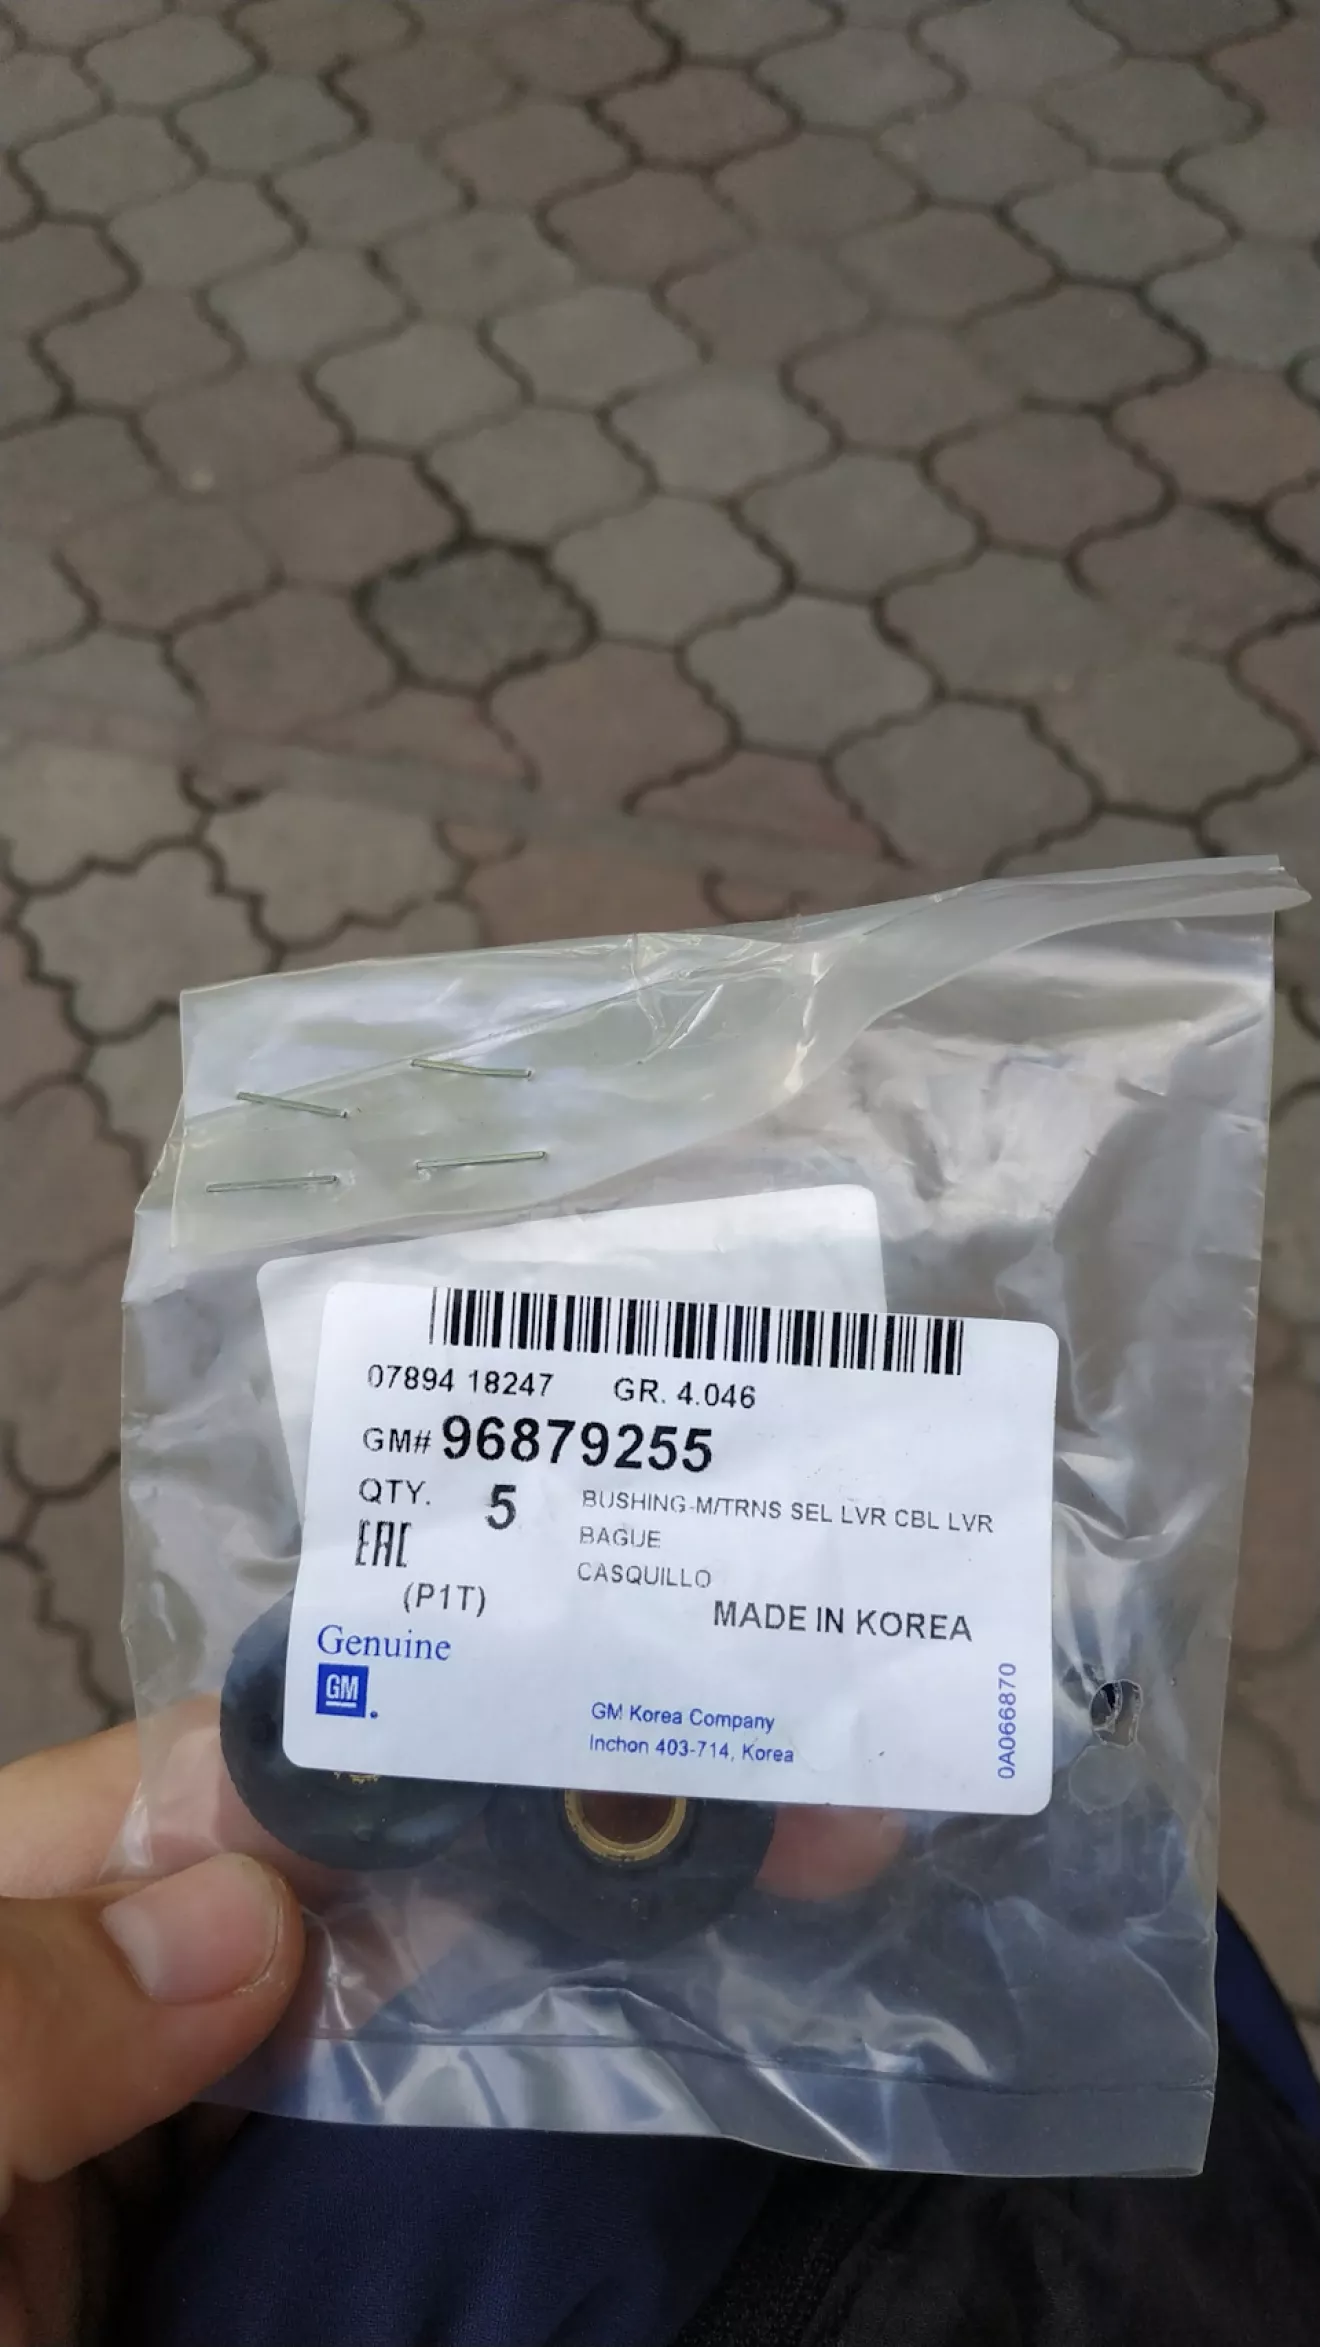 07894 18247 GR. 4.046
GM# 96879255
QTY. 5
BUSHING-M/TRNS SEL LVR CBL LVR
BAGUE
CASQUILLO
EAC
(P1T)
MADE IN KOREA
Genuine
GM
GM Korea Company
Inchon 403-714, Korea
0A066870